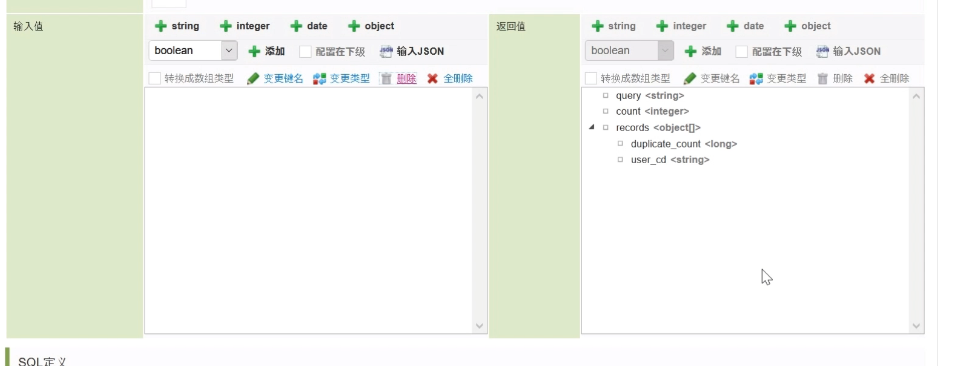 输入值
string integer date object
boolean 添加 配置在下级 输入JSON
转换成数组类型 变更键名 变更类型 删除 全删除
返回值
string integer date object
boolean 添加 配置在下级 输入JSON
转换成数组类型 变更键名 变更类型 删除 全删除
query <string>
count <integer>
records <object[]>
duplicate_count <long>
user_cd <string>
SQL定义